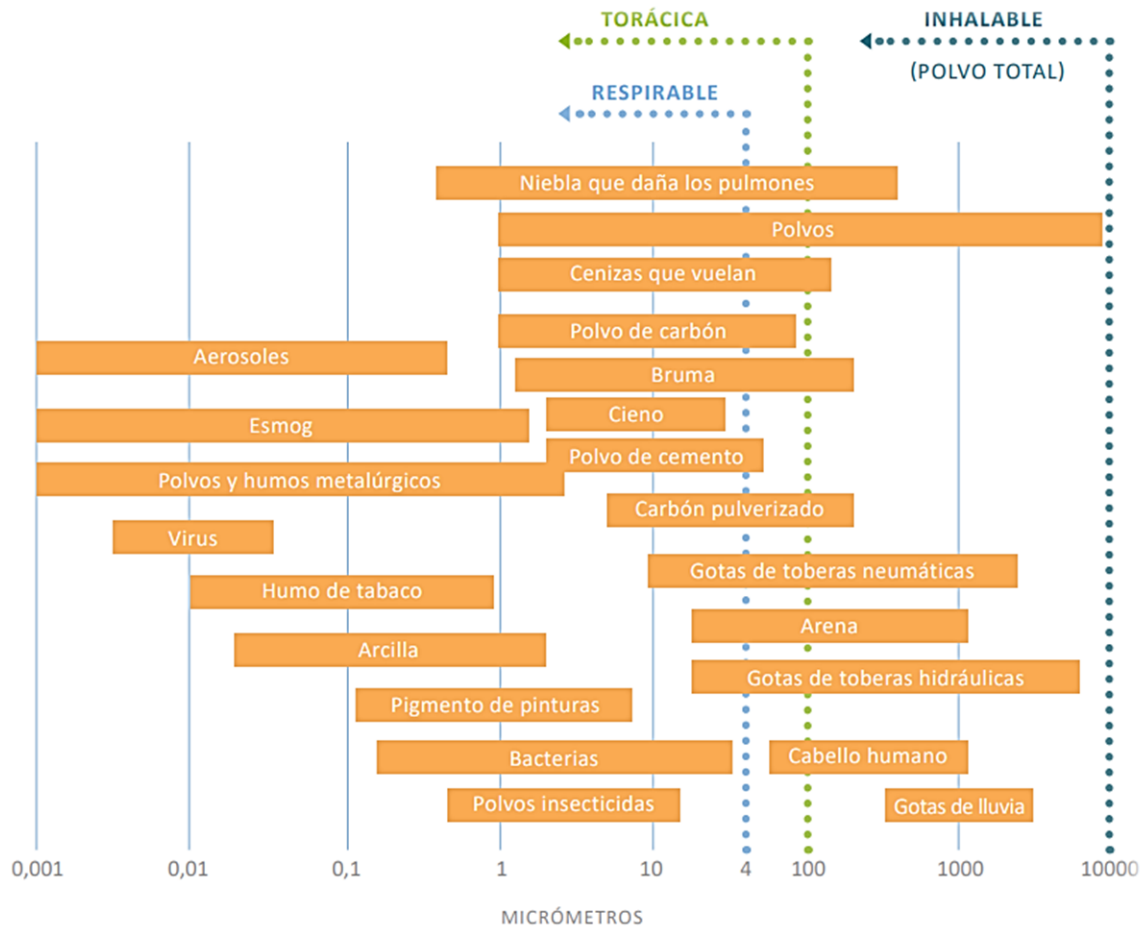 TORÁCICA
INHALABLE
(POLVO TOTAL)
RESPIRABLE
Niebla que daña los pulmones
Polvos
Cenizas que vuelan
Polvo de carbón
Aerosoles
Bruma
Cieno
Esmog
Polvo de cemento
Polvos y humos metalúrgicos
Carbón pulverizado
Virus
Gotas de toberas neumáticas
Humo de tabaco
Arena
Arcilla
Gotas de toberas hidráulicas
Pigmento de pinturas
Bacterias
Cabello humano
Polvos insecticidas
Gotas de lluvia
0,001 0,01 0,1 1 10 4 100 1000 10000
MICRÓMETROS